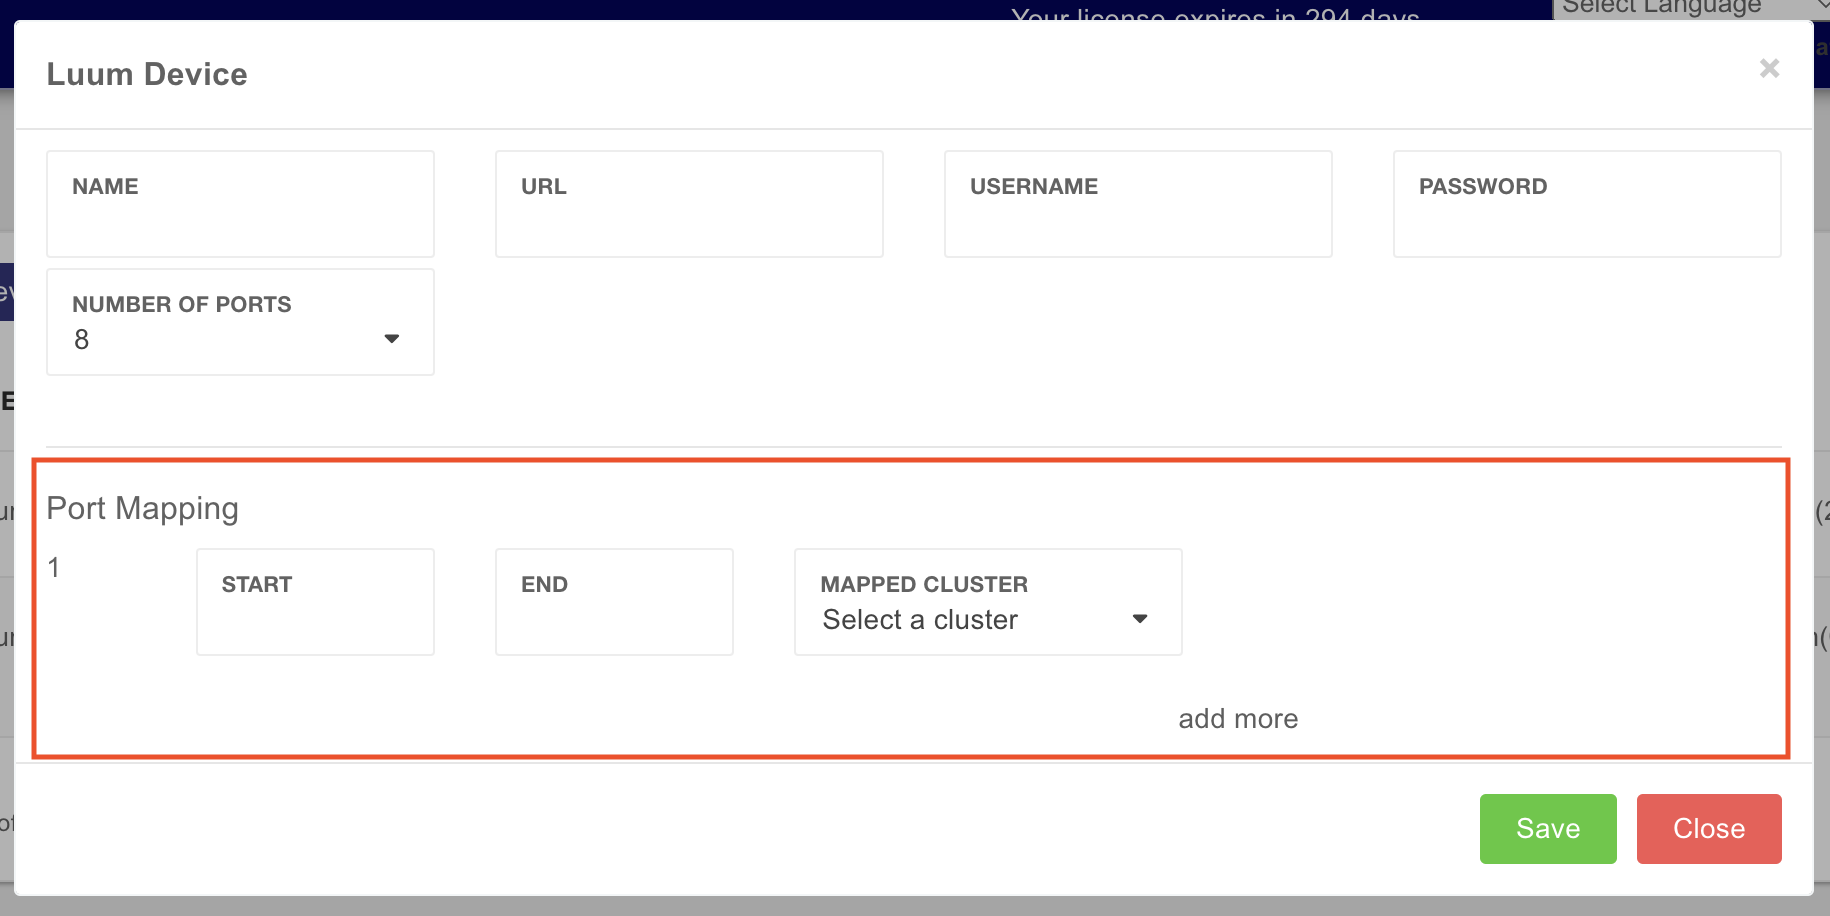 Your license expires in 294 days
Select Language
Luum Device
×
NAME
URL
USERNAME
PASSWORD
NUMBER OF PORTS
8
Port Mapping
1
START
END
MAPPED CLUSTER
Select a cluster
add more
Save
Close